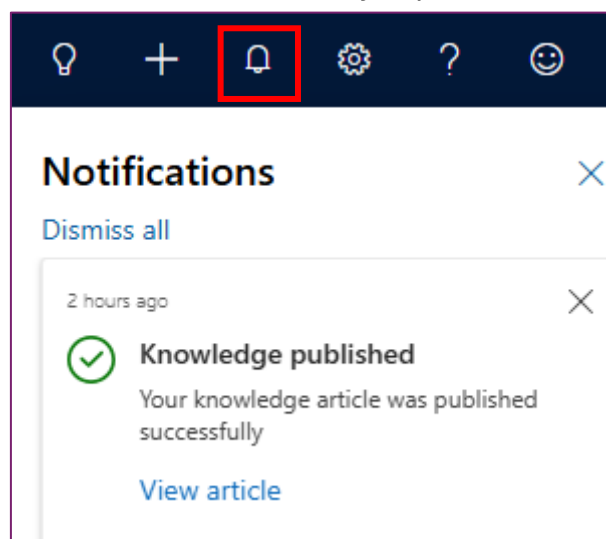 Notifications
Dismiss all
2 hours ago
Knowledge published
Your knowledge article was published
successfully
View article